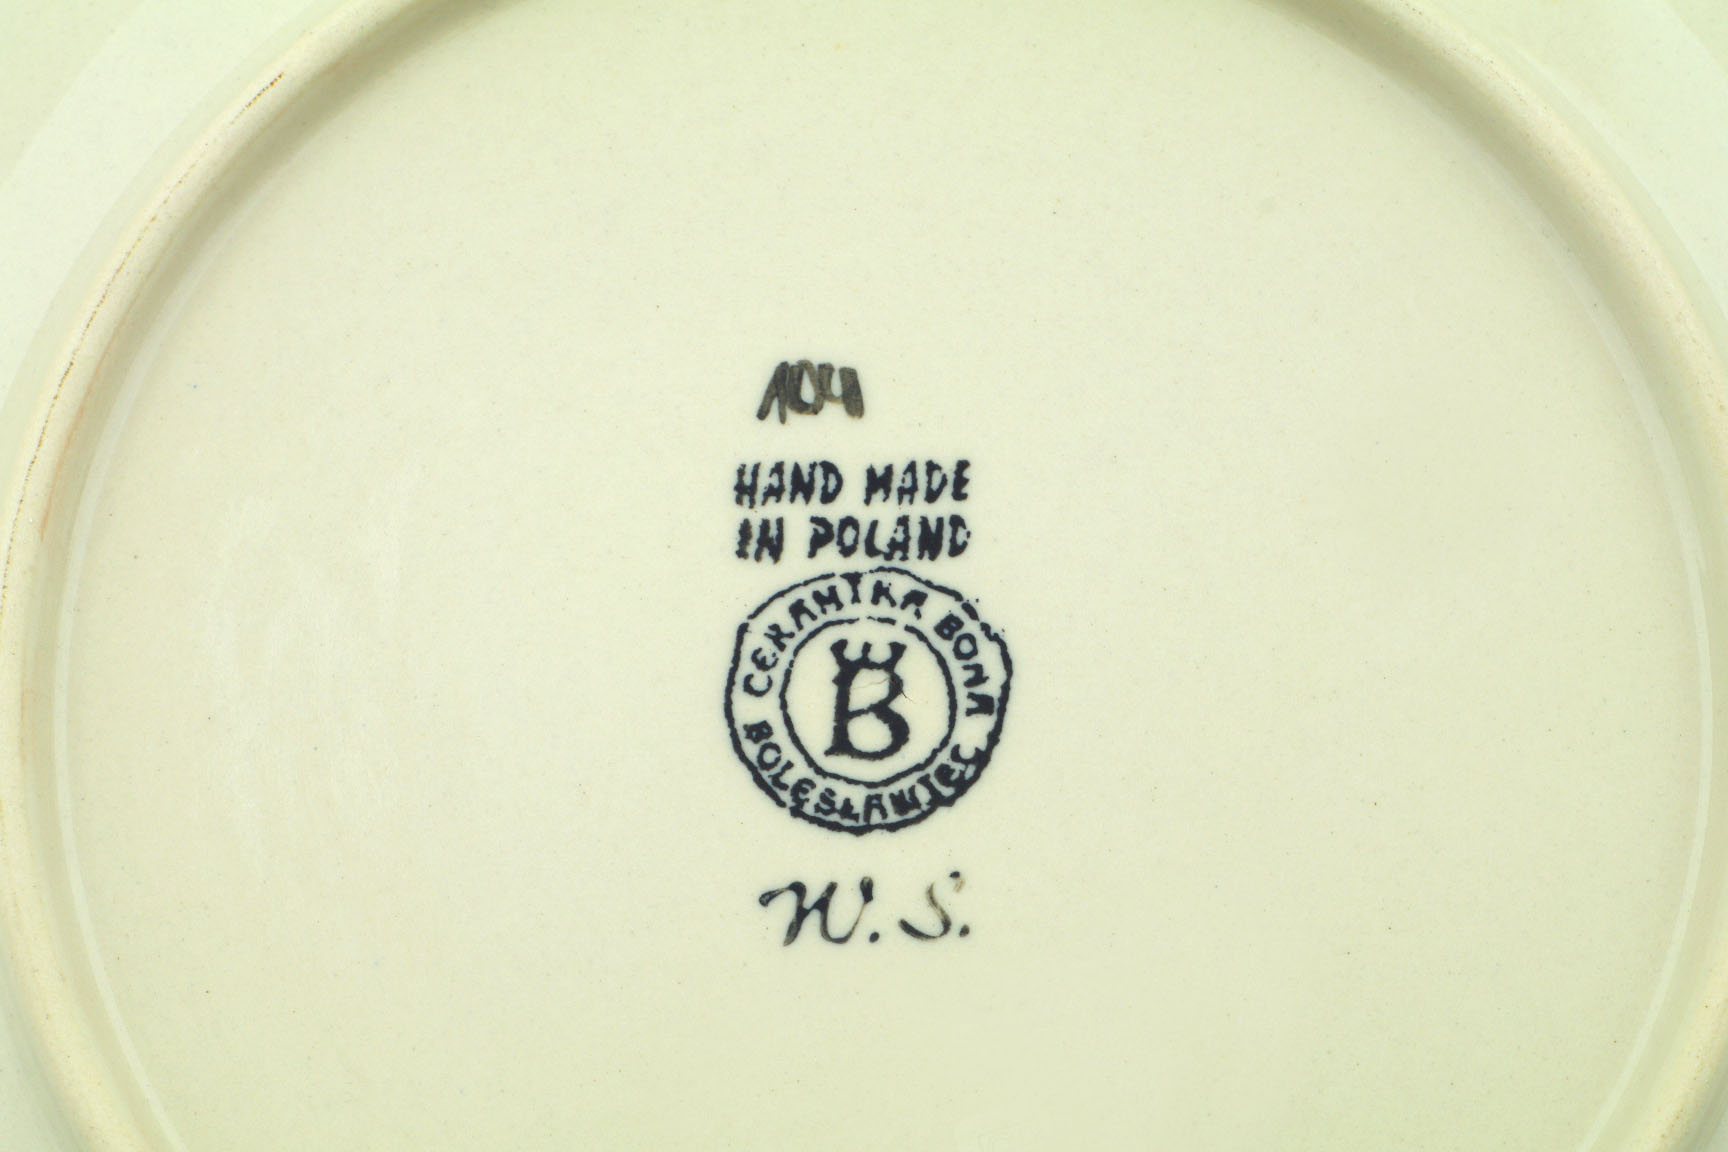 104
HAND MADE
IN POLAND
CERAMIKA BONA
B
BOLESŁAWIEC
W. S.